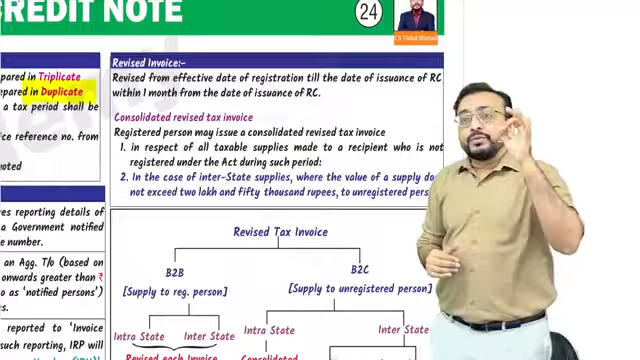 CREDIT NOTE
24
CA Vishal Bhattad
pared in Triplicate
epared in Duplicate
a tax period shall be
ice reference no. from
oted
es reporting details of
a Government notified
e number.
an Agg. T/o (based on
onwards greater than ₹
o as 'notified persons')
s.
reported to 'Invoice
such reporting, IRP will
Revised Invoice:-
Revised from effective date of registration till the date of issuance of RC
within 1 month from the date of issuance of RC.
Consolidated revised tax invoice
Registered person may issue a consolidated revised tax invoice
1. in respect of all taxable supplies made to a recipient who is not
registered under the Act during such period:
2. In the case of inter-State supplies, where the value of a supply do
not exceed two lakh and fifty thousand rupees, to unregistered pers
Revised Tax Invoice
B2B
[Supply to reg. person]
B2C
[Supply to unregistered person]
Intra State
Inter State
Intra State
Inter State
Revised each Invoice
Consolidated